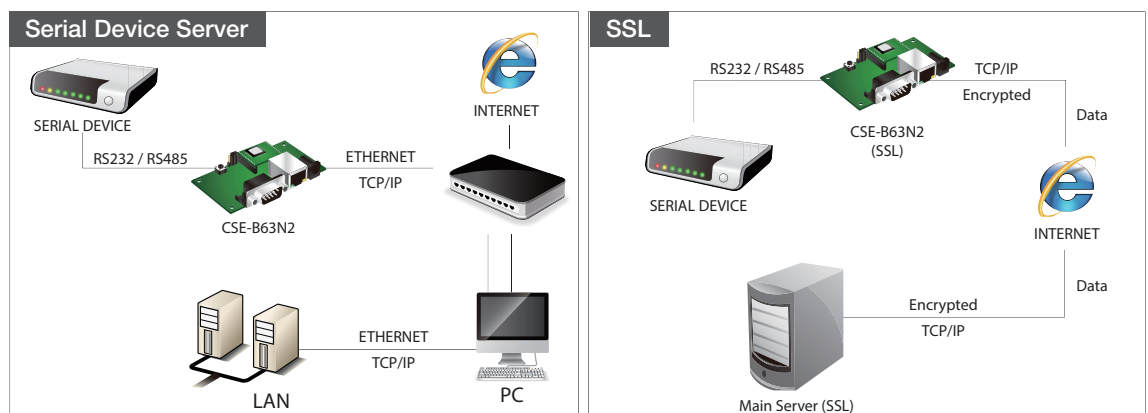 Serial Device Server
INTERNET
SERIAL DEVICE
RS232 / RS485
ETHERNET
TCP/IP
CSE-B63N2
ETHERNET
TCP/IP
LAN
PC
SSL
RS232 / RS485
TCP/IP
Encrypted
CSE-B63N2
(SSL)
Data
SERIAL DEVICE
INTERNET
Data
Encrypted
TCP/IP
Main Server (SSL)